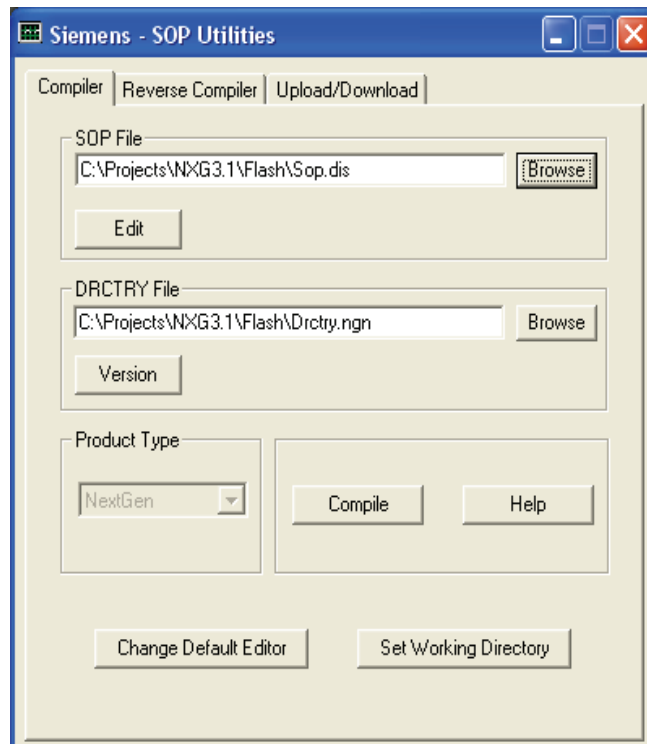 Siemens - SOP Utilities
Compiler Reverse Compiler Upload/Download
SOP File
C:\Projects\NXG3.1\Flash\Sop.dis Browse
Edit
DRCTRY File
C:\Projects\NXG3.1\Flash\Drctry.ngn Browse
Version
Product Type
NextGen Compile Help
Change Default Editor Set Working Directory